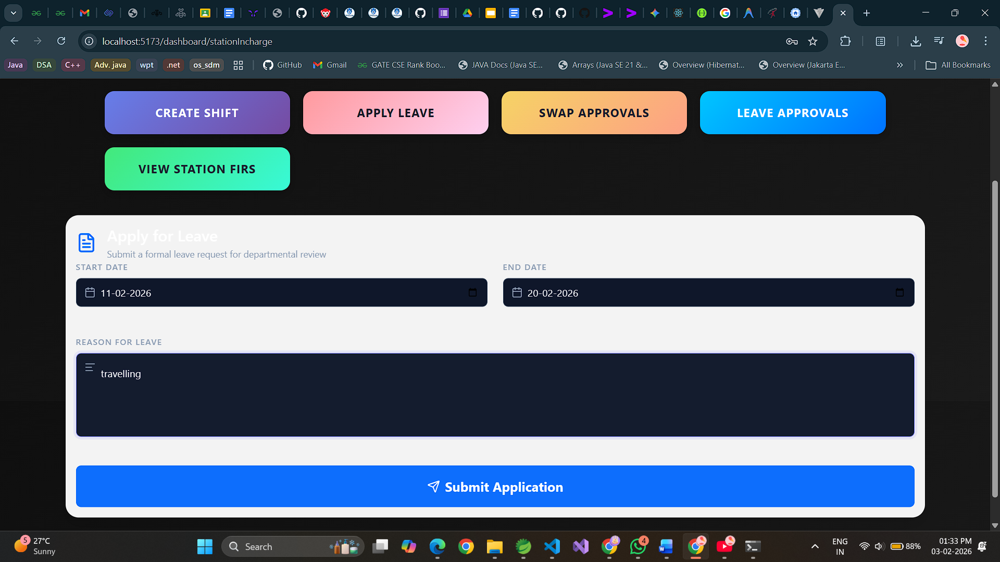 localhost:5173/dashboard/stationIncharge
Java DSA C++ Adv. java wpt .net os_sdm GitHub Gmail GATE CSE Rank Boo... JAVA Docs (Java SE... Arrays (Java SE 21 &... Overview (Hibernat... Overview (Jakarta E... All Bookmarks
CREATE SHIFT APPLY LEAVE SWAP APPROVALS LEAVE APPROVALS
VIEW STATION FIRS
Apply for Leave
Submit a formal leave request for departmental review
START DATE END DATE
11-02-2026 20-02-2026
REASON FOR LEAVE
travelling
Submit Application
5 27°C
Sunny
Search
4
ENG
IN
88%
01:33 PM
03-02-2026